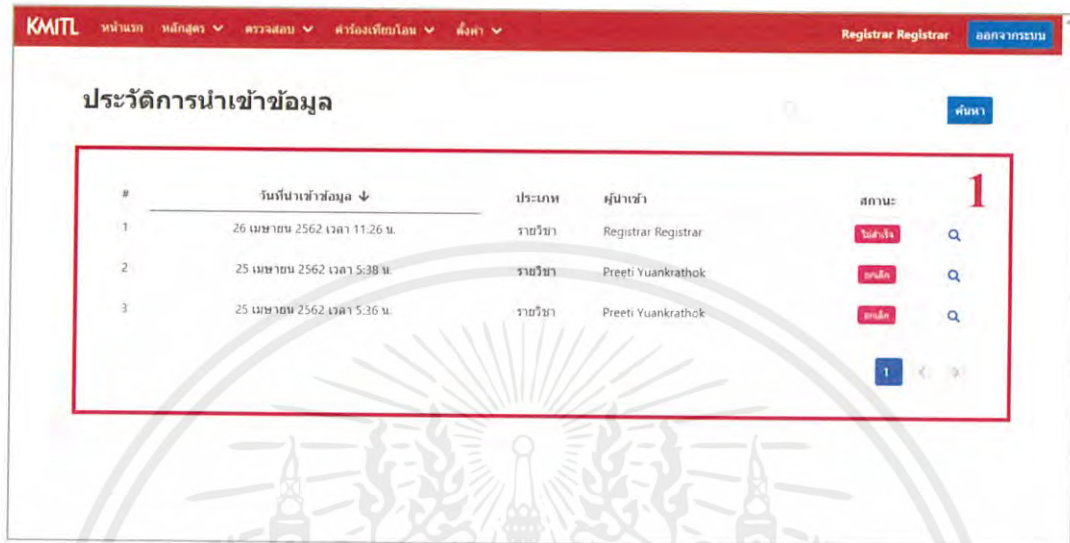 KMITL หน้าแรก หลักสูตร ตรวจสอบ คำร้องเทียบโอน ตั้งค่า Registrar Registrar ออกจากระบบ
ประวัติการนำเข้าข้อมูล ค้นหา
1
# วันที่นำเข้าข้อมูล ↓ ประเภท ผู้นำเข้า สถานะ
1 26 เมษายน 2562 เวลา 11:26 น. รายวิชา Registrar Registrar ไม่สำเร็จ
2 25 เมษายน 2562 เวลา 5:38 น. รายวิชา Preeti Yuankrathok ยกเลิก
3 25 เมษายน 2562 เวลา 5:36 น. รายวิชา Preeti Yuankrathok ยกเลิก
1